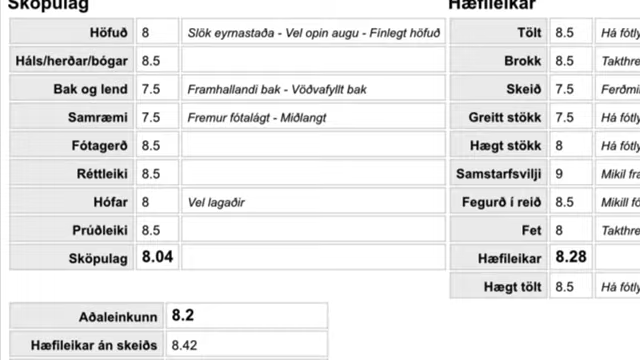 Sköpulag
Höfuð 8 Slök eyrnastaða - Vel opin augu - Fínlegt höfuð
Háls/herðar/bógar 8.5
Bak og lend 7.5 Framhallandi bak - Vöðvafyllt bak
Samræmi 7.5 Fremur fótalágt - Miðlangt
Fótagerð 8.5
Réttleiki 8.5
Hófar 8 Vel lagaðir
Prúðleiki 8.5
Sköpulag 8.04
Aðaleinkunn 8.2
Hæfileikar án skeiðs 8.42
Hæfileikar
Tölt 8.5 Há fótly
Brokk 8.5 Takthre
Skeið 7.5 Ferðmi
Greitt stökk 7.5 Há fótly
Hægt stökk 8 Há fótly
Samstarfsvilji 9 Mikil fra
Fegurð í reið 8.5 Mikill fó
Fet 8 Takthre
Hæfileikar 8.28
Hægt tölt 8.5 Há fótly